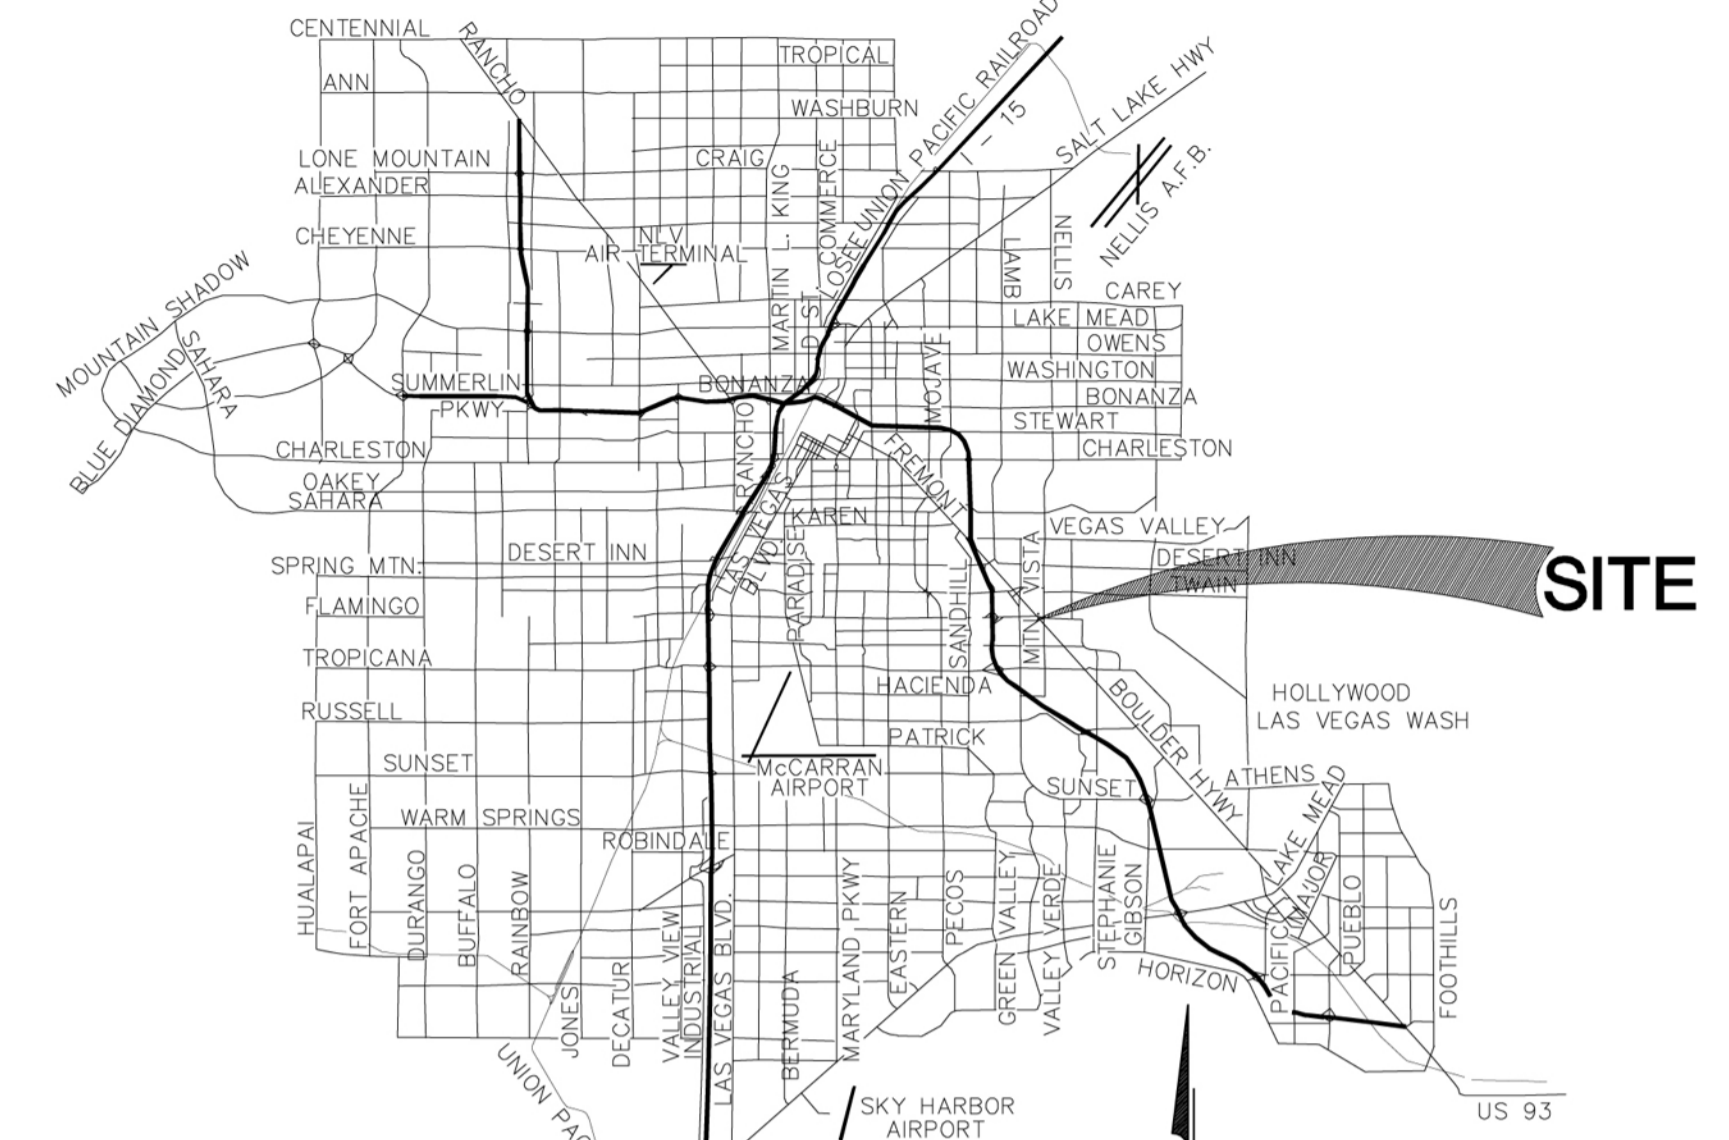 CENTENNIAL
RANCHO
TROPICAL
UNION PACIFIC RAILROAD
SALT LAKE HWY
ANN
WASHBURN
I - 15
LONE MOUNTAIN
CRAIG
ALEXANDER
MARTIN L. KING
COMMERCE
LOSEE
NELLIS A.F.B.
CHEYENNE
NLV
AIR TERMINAL
LAMB
NELLIS
MOUNTAIN SHADOW
CAREY
LAKE MEAD
D ST.
OWENS
MOJAVE
WASHINGTON
BLUE DIAMOND
SAHARA
SUMMERLIN
PKWY
BONANZA
BONANZA
STEWART
CHARLESTON
CHARLESTON
RANCHO
FREMONT
OAKEY
SAHARA
LAS VEGAS
BLVD.
KAREN
VEGAS VALLEY
DESERT INN
DESERT INN
SPRING MTN.
TWAIN
SITE
FLAMINGO
PARADISE
SANDHILL
MTN. VISTA
TROPICANA
HACIENDA
HOLLYWOOD
LAS VEGAS WASH
RUSSELL
BOULDER HYWY
PATRICK
SUNSET
McCARRAN
AIRPORT
SUNSET
ATHENS
LAKE MEAD
WARM SPRINGS
ROBINDALE
HUALAPAI
FORT APACHE
DURANGO
BUFFALO
RAINBOW
JONES
DECATUR
VALLEY VIEW
INDUSTRIAL
LAS VEGAS BLVD.
BERMUDA
MARYLAND PKWY
EASTERN
PECOS
GREEN VALLEY
VALLEY VERDE
STEPHANIE
GIBSON
HORIZON
PACIFIC
MAJOR
PUEBLO
FOOTHILLS
UNION PAC
SKY HARBOR
AIRPORT
US 93